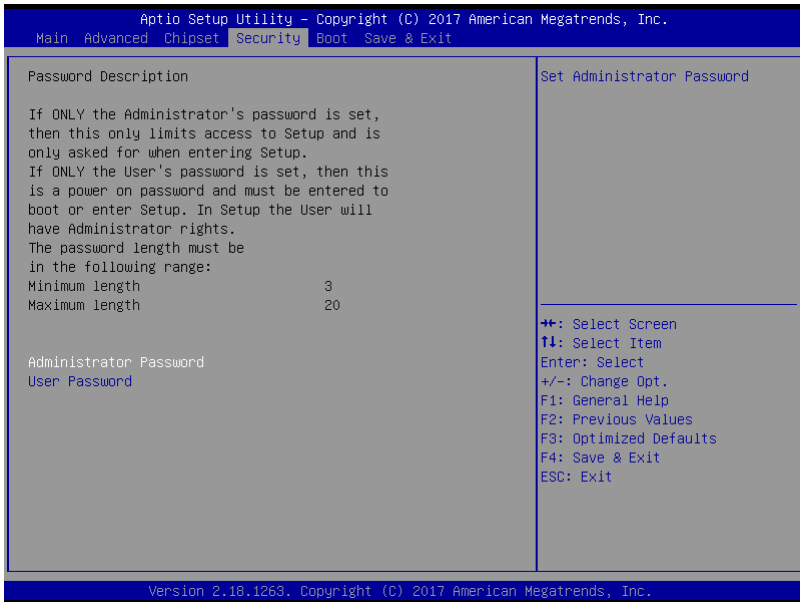 Aptio Setup Utility – Copyright (C) 2017 American Megatrends, Inc.
Main Advanced Chipset Security Boot Save & Exit
Password Description
If ONLY the Administrator's password is set,
then this only limits access to Setup and is
only asked for when entering Setup.
If ONLY the User's password is set, then this
is a power on password and must be entered to
boot or enter Setup. In Setup the User will
have Administrator rights.
The password length must be
in the following range:
Minimum length 3
Maximum length 20
Administrator Password
User Password
Set Administrator Password
→←: Select Screen
↑↓: Select Item
Enter: Select
+/-: Change Opt.
F1: General Help
F2: Previous Values
F3: Optimized Defaults
F4: Save & Exit
ESC: Exit
Version 2.18.1263. Copyright (C) 2017 American Megatrends, Inc.